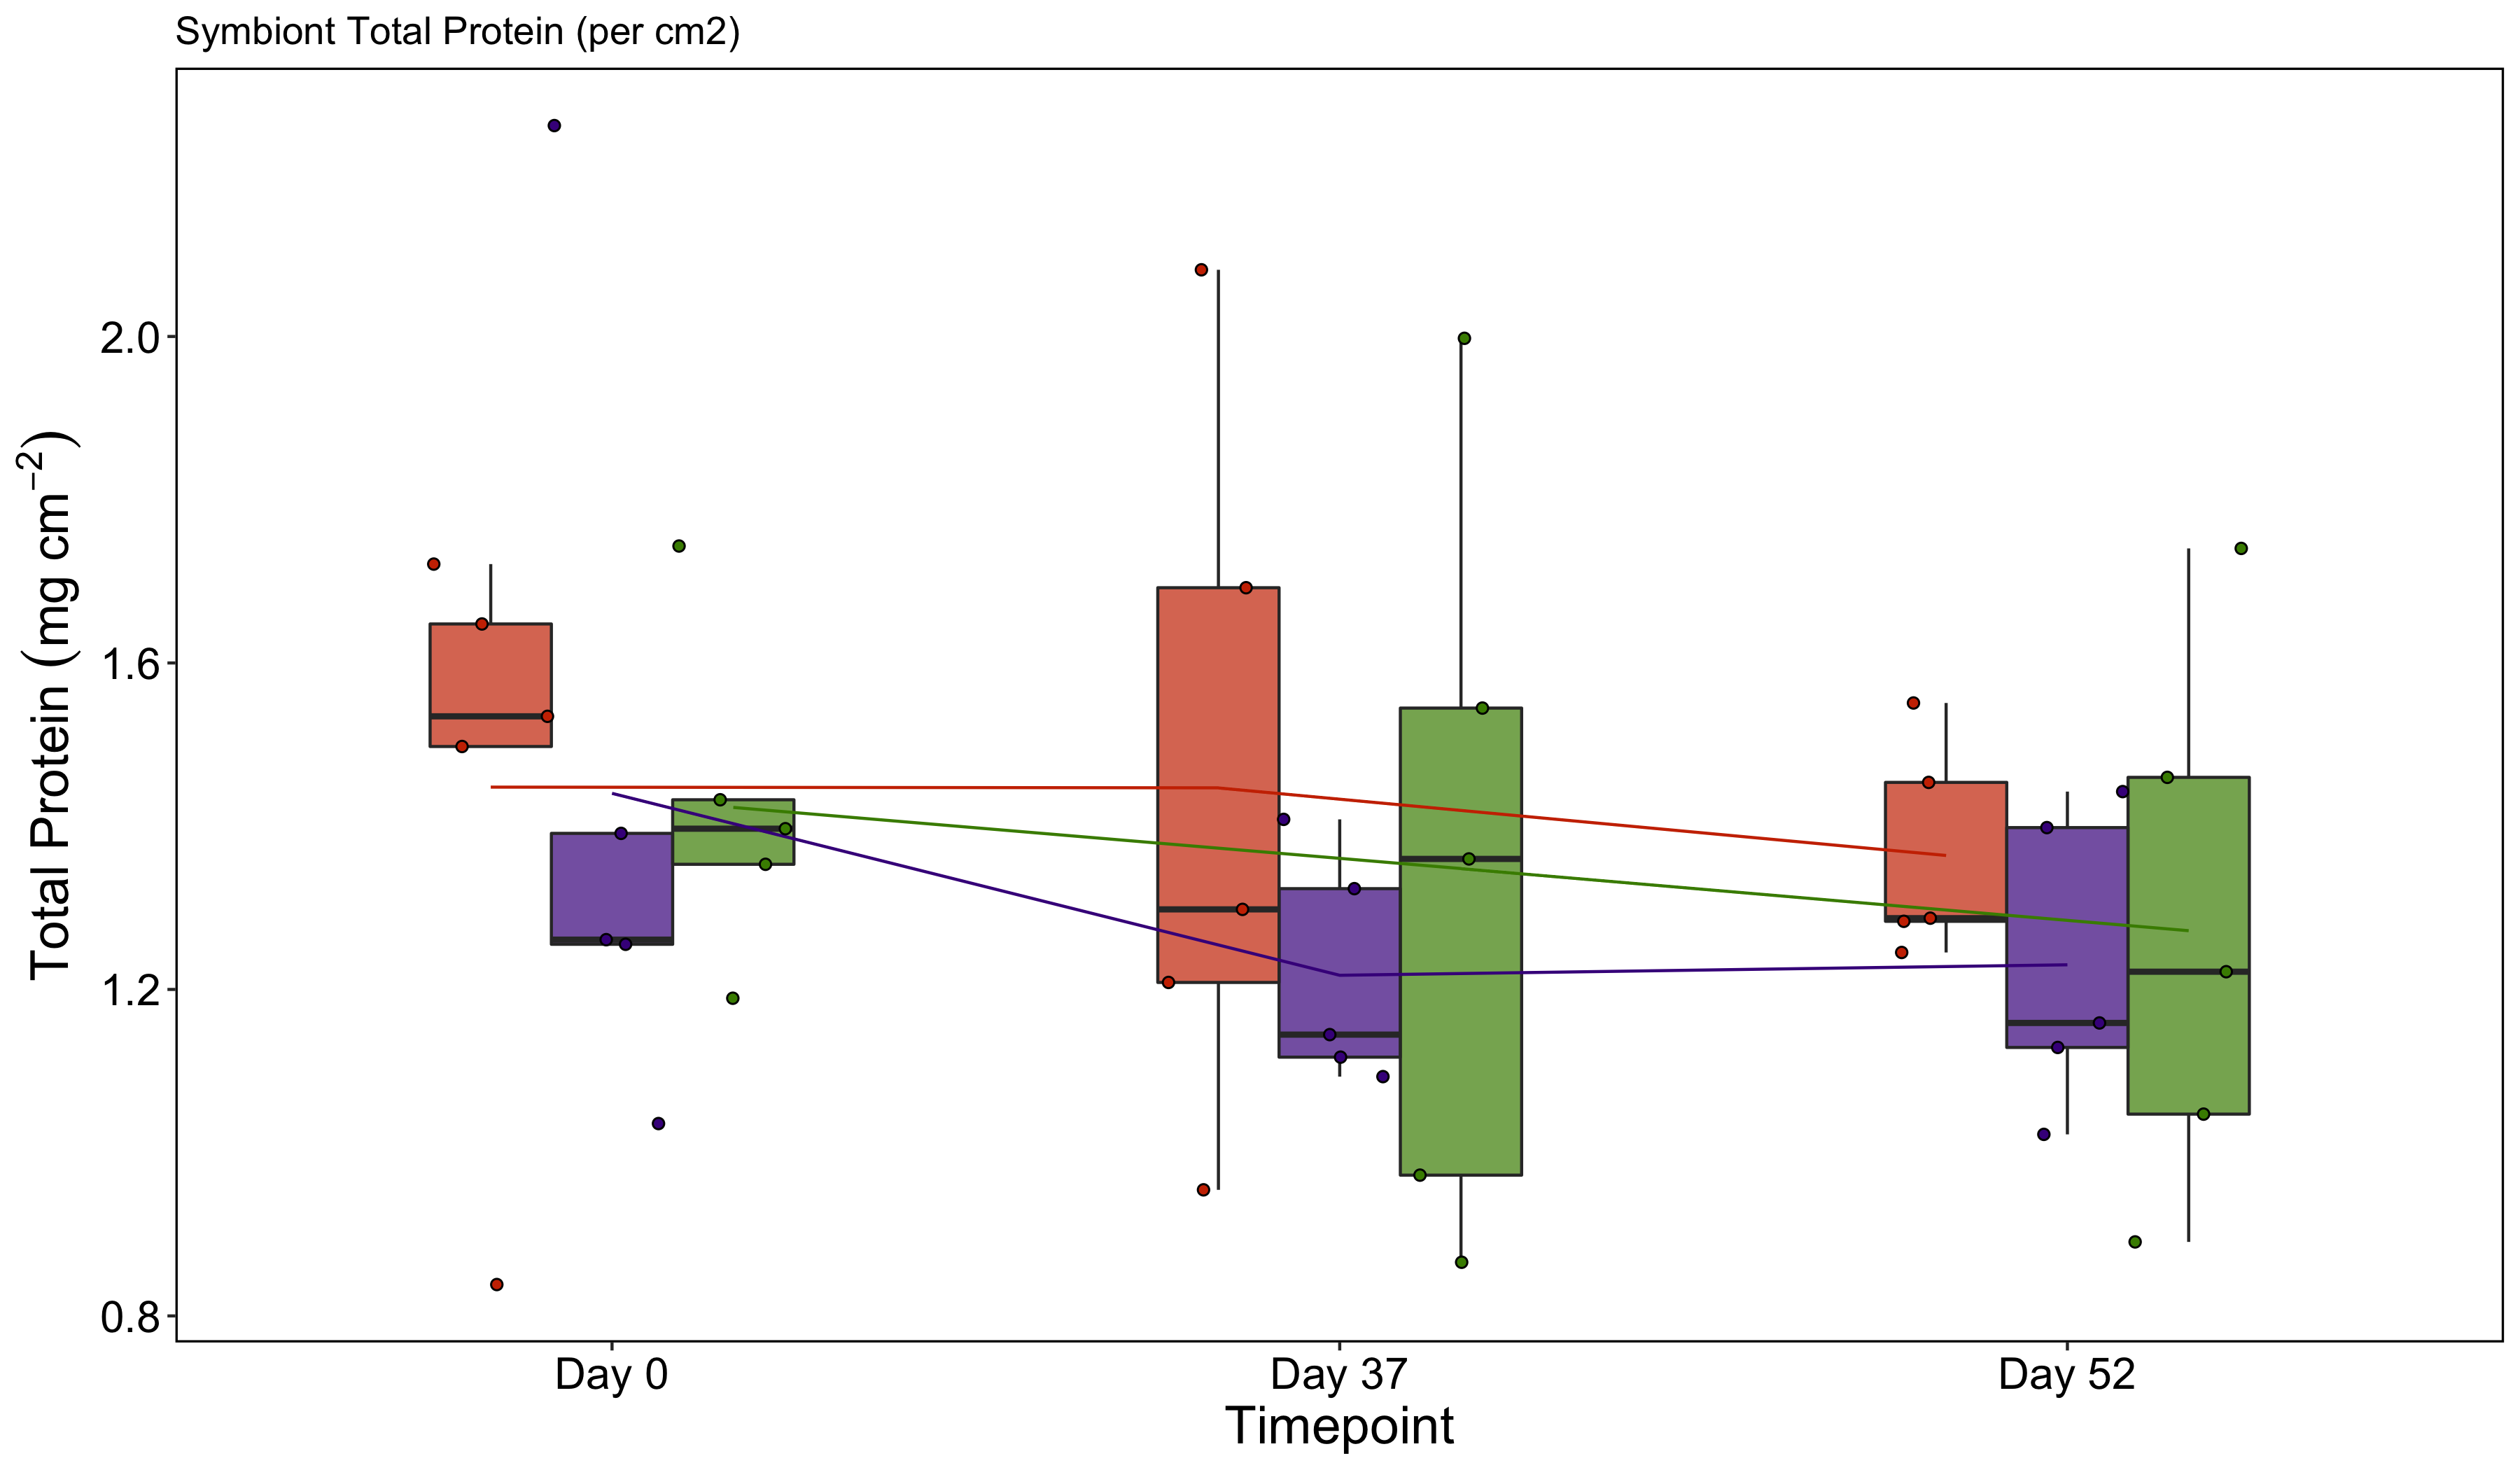 Symbiont Total Protein (per cm2)
Total Protein (mg cm⁻²)
2.0
1.6
1.2
0.8
Day 0
Day 37
Day 52
Timepoint